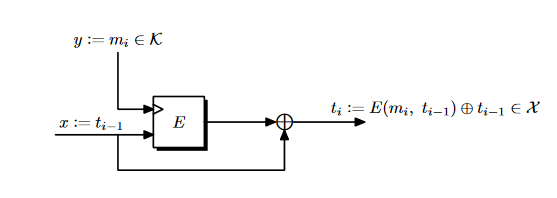 y := m_i ∈ 𝒦
t_i := E(m_i, t_{i−1}) ⊕ t_{i−1} ∈ 𝒳
x := t_{i−1}
E